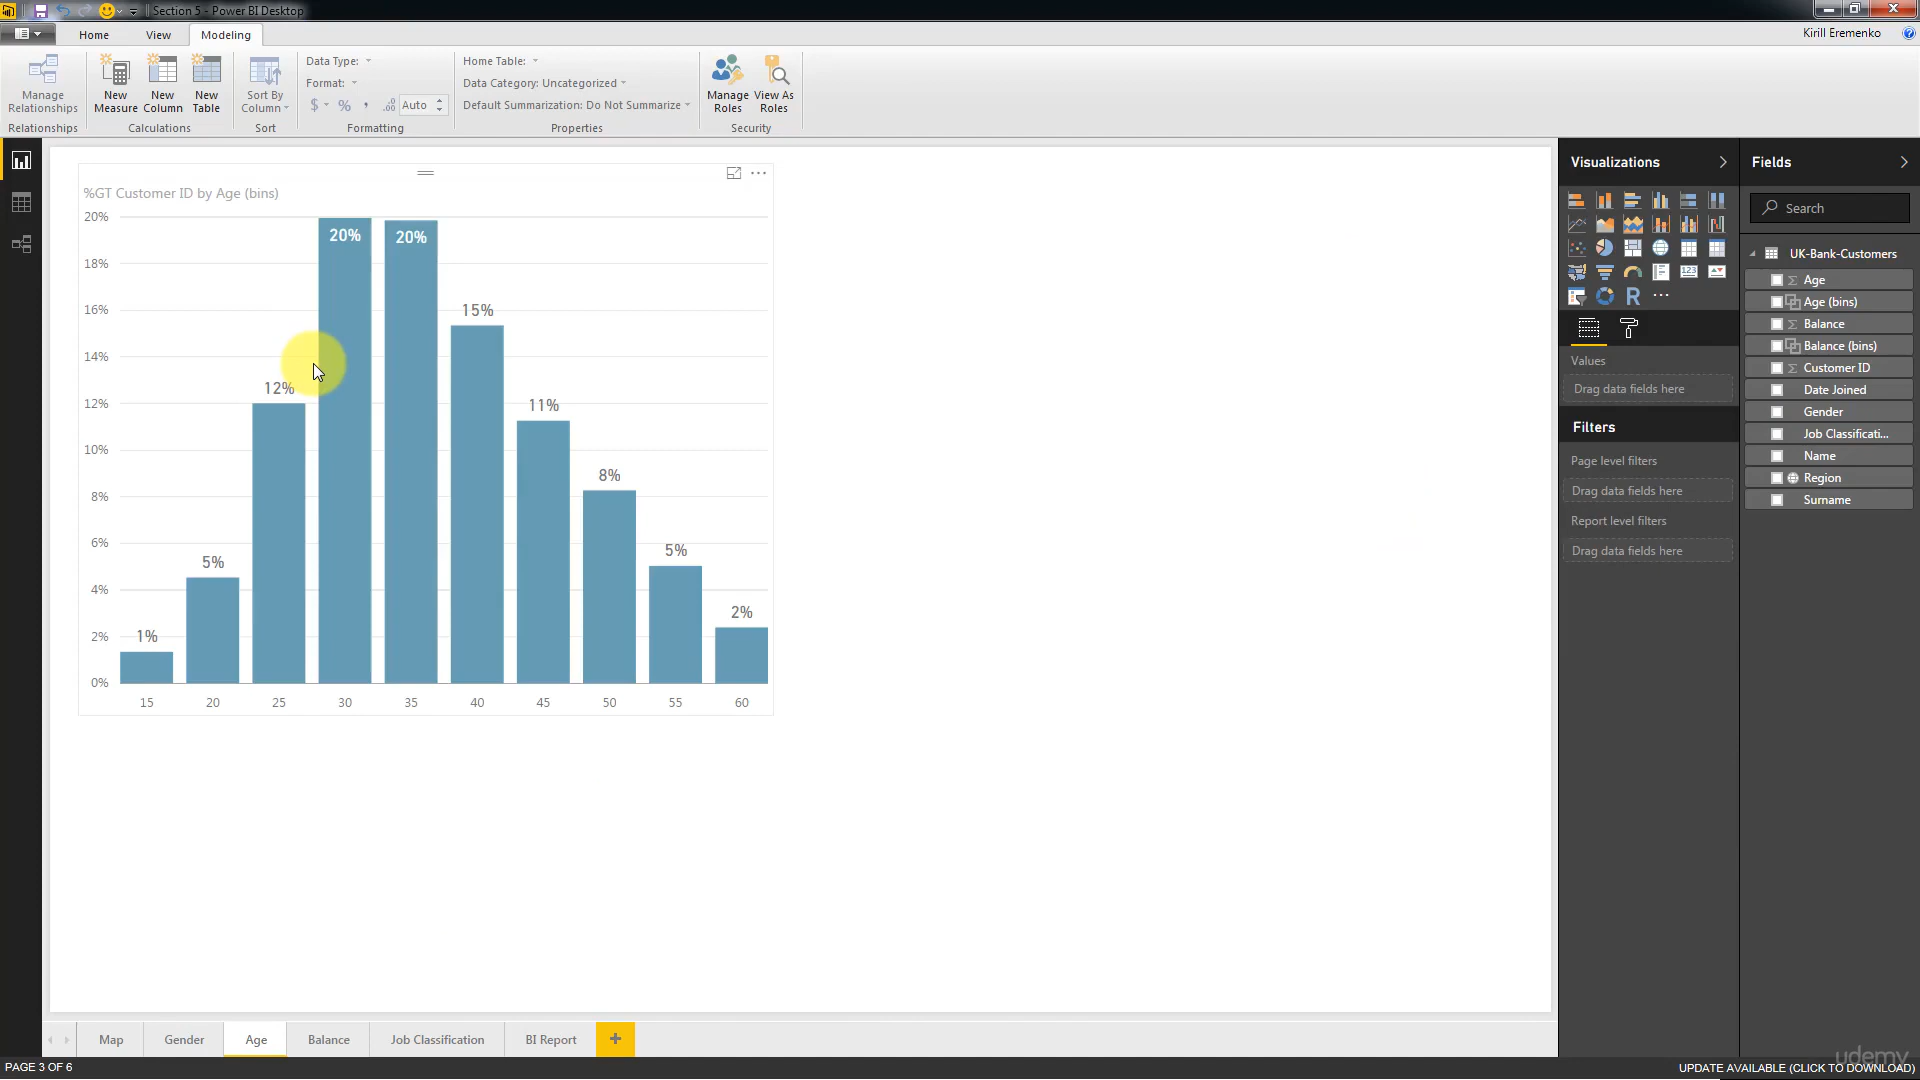 Section 5 - Power BI Desktop
Home
View
Modeling
Kirill Eremenko
Manage Relationships
New Measure
New Column
New Table
Sort By Column
Data Type:
Format:
$ % , .00 Auto
Home Table:
Data Category: Uncategorized
Default Summarization: Do Not Summarize
Manage Roles
View As Roles
Relationships
Calculations
Sort
Formatting
Properties
Security
%GT Customer ID by Age (bins)
20%
18%
16%
14%
12%
10%
8%
6%
4%
2%
0%
1%
5%
12%
20%
20%
15%
11%
8%
5%
2%
15
20
25
30
35
40
45
50
55
60
Visualizations
R
123
Values
Drag data fields here
Filters
Page level filters
Drag data fields here
Report level filters
Drag data fields here
Fields
Search
UK-Bank-Customers
Age
Age (bins)
Balance
Balance (bins)
Customer ID
Date Joined
Gender
Job Classificati...
Name
Region
Surname
Map
Gender
Age
Balance
Job Classification
BI Report
+
PAGE 3 OF 6
udemy
UPDATE AVAILABLE (CLICK TO DOWNLOAD)